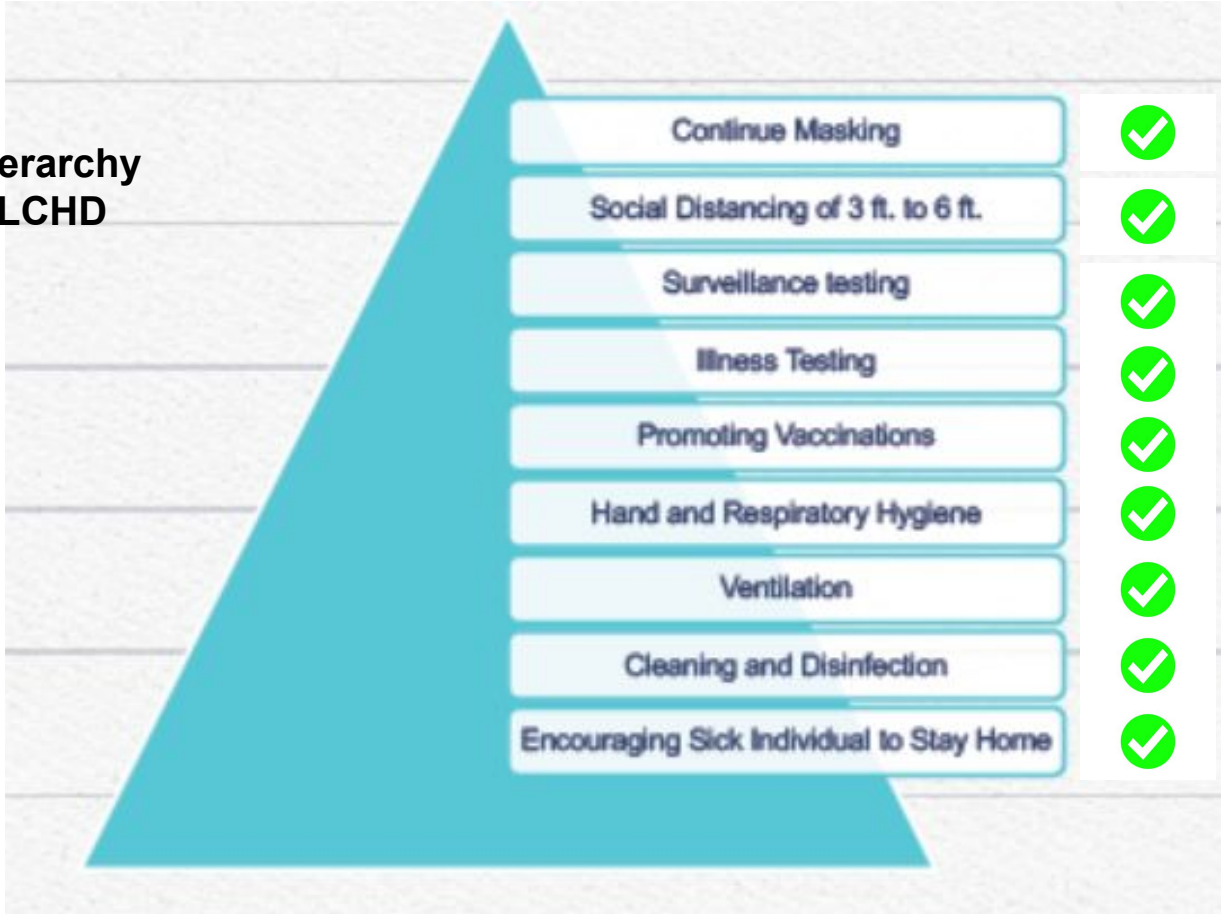 erarchy
LCHD
Continue Masking
Social Distancing of 3 ft. to 6 ft.
Surveillance testing
Illness Testing
Promoting Vaccinations
Hand and Respiratory Hygiene
Ventilation
Cleaning and Disinfection
Encouraging Sick Individual to Stay Home